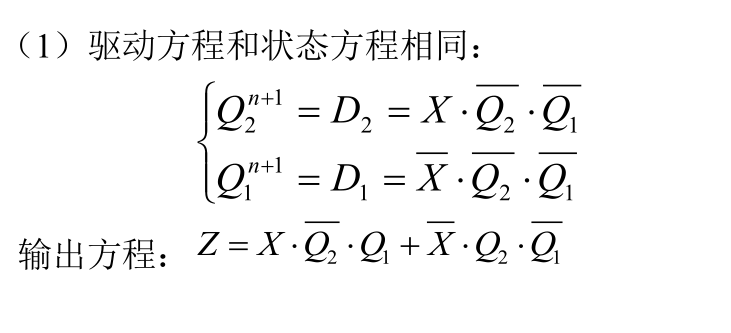 （1）驱动方程和状态方程相同：
Q₂ⁿ⁺¹ = D₂ = X · Q̅₂ · Q̅₁
Q₁ⁿ⁺¹ = D₁ = X̅ · Q̅₂ · Q̅₁
输出方程： Z = X · Q̅₂ · Q₁ + X̅ · Q₂ · Q̅₁